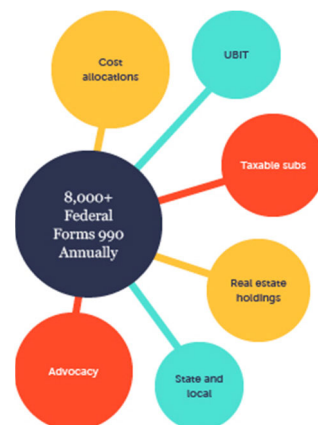 Cost
allocations
UBIT
Taxable subs
8,000+
Federal
Forms 990
Annually
Real estate
holdings
Advocacy
State and
local